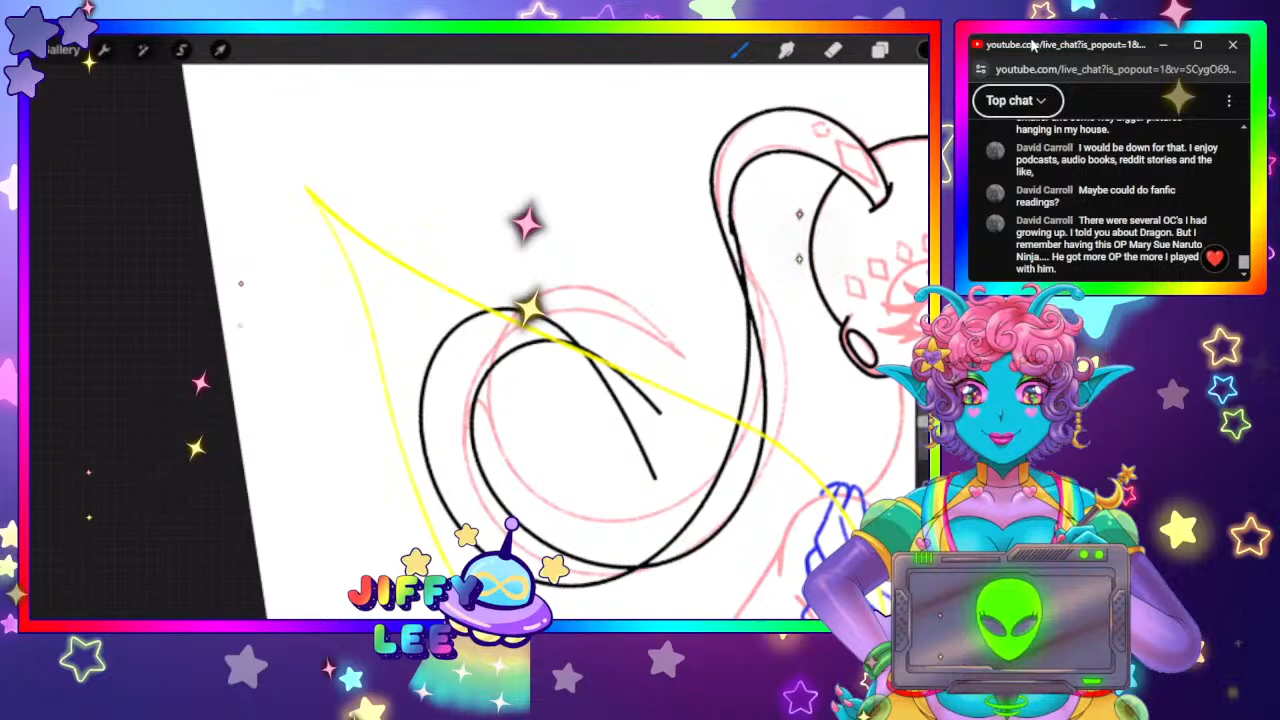 allery
S
youtube.com/live_chat?is_popout=1&...
youtube.com/live_chat?is_popout=1&v=SCygO69...
Top chat
hanging in my house.
David Carroll I would be down for that. I enjoy
podcasts, audio books, reddit stories and the
like,
David Carroll Maybe could do fanfic
readings?
David Carroll There were several OC's I had
growing up. I told you about Dragon. But I
remember having this OP Mary Sue Naruto
Ninja.... He got more OP the more I played
with him.
JIFFY
LEE